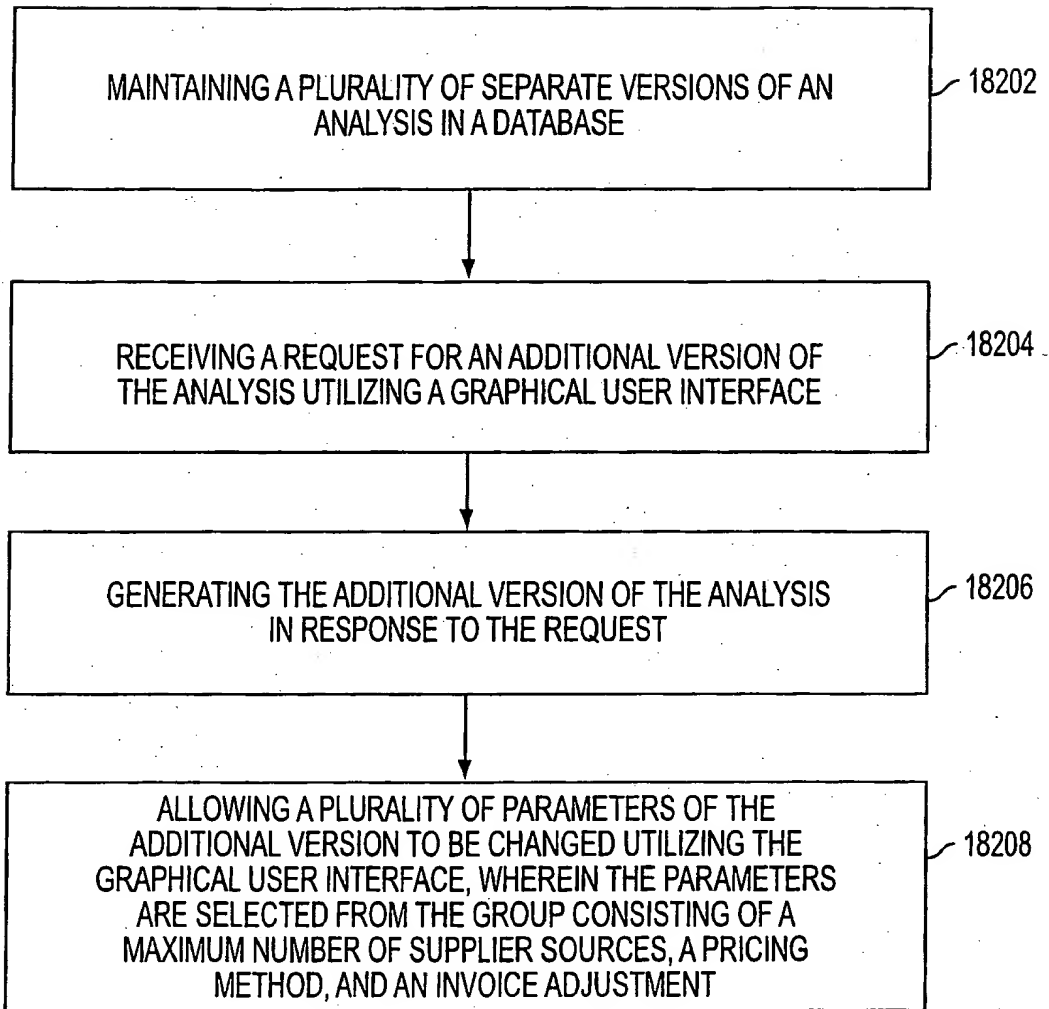 MAINTAINING A PLURALITY OF SEPARATE VERSIONS OF AN
ANALYSIS IN A DATABASE
18202
RECEIVING A REQUEST FOR AN ADDITIONAL VERSION OF
THE ANALYSIS UTILIZING A GRAPHICAL USER INTERFACE
18204
GENERATING THE ADDITIONAL VERSION OF THE ANALYSIS
IN RESPONSE TO THE REQUEST
18206
ALLOWING A PLURALITY OF PARAMETERS OF THE
ADDITIONAL VERSION TO BE CHANGED UTILIZING THE
GRAPHICAL USER INTERFACE, WHEREIN THE PARAMETERS
ARE SELECTED FROM THE GROUP CONSISTING OF A
MAXIMUM NUMBER OF SUPPLIER SOURCES, A PRICING
METHOD, AND AN INVOICE ADJUSTMENT
18208